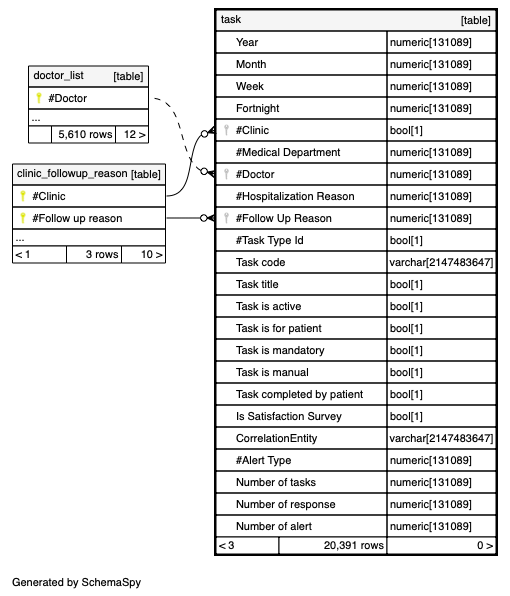 task [table]
Year numeric[131089]
Month numeric[131089]
Week numeric[131089]
Fortnight numeric[131089]
#Clinic bool[1]
#Medical Department numeric[131089]
#Doctor numeric[131089]
#Hospitalization Reason numeric[131089]
#Follow Up Reason numeric[131089]
#Task Type Id bool[1]
Task code varchar[2147483647]
Task title bool[1]
Task is active bool[1]
Task is for patient bool[1]
Task is mandatory bool[1]
Task is manual bool[1]
Task completed by patient bool[1]
Is Satisfaction Survey bool[1]
CorrelationEntity varchar[2147483647]
#Alert Type numeric[131089]
Number of tasks numeric[131089]
Number of response numeric[131089]
Number of alert numeric[131089]
< 3 20,391 rows 0 >
doctor_list [table]
#Doctor
...
5,610 rows 12 >
clinic_followup_reason [table]
#Clinic
#Follow up reason
...
< 1 3 rows 10 >
Generated by SchemaSpy